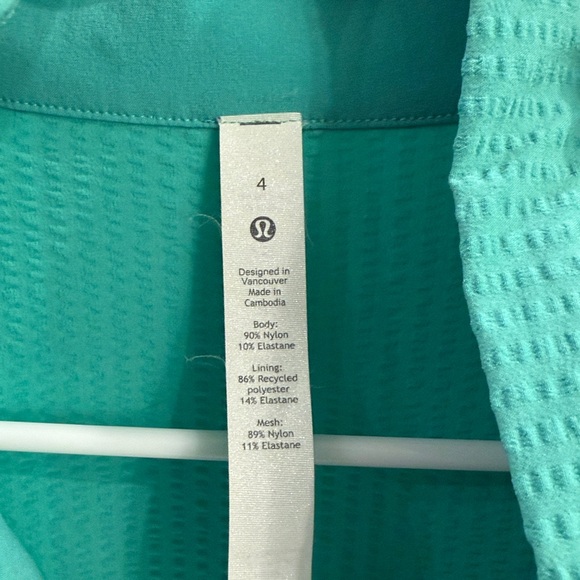 4
Designed in
Vancouver
Made in
Cambodia
Body:
90% Nylon
10% Elastane
Lining:
86% Recycled
polyester
14% Elastane
Mesh:
89% Nylon
11% Elastane